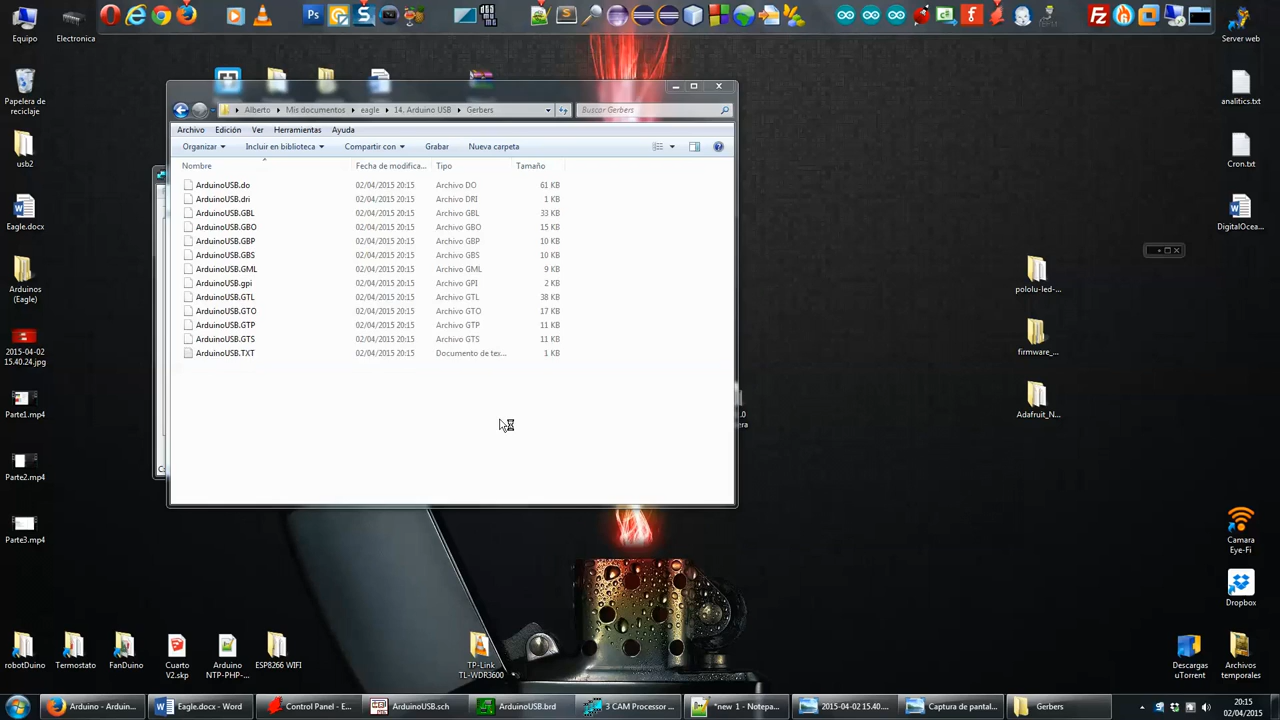 Equipo
Electronica
Server web
Papelera de
reciclaje
analitics.txt
usb2
Cron.txt
Eagle.docx
DigitalOcea...
Arduinos
(Eagle)
pololu-led-...
2015-04-02
15.40.24.jpg
firmware_...
Parte1.mp4
Adafruit_N...
Parte2.mp4
Parte3.mp4
Camara
Eye-Fi
Dropbox
Alberto
Mis documentos
eagle
14. Arduino USB
Gerbers
Buscar Gerbers
Archivo Edición Ver Herramientas Ayuda
Organizar Incluir en biblioteca Compartir con Grabar Nueva carpeta
Nombre Fecha de modifica... Tipo Tamaño
ArduinoUSB.do 02/04/2015 20:15 Archivo DO 61 KB
ArduinoUSB.dri 02/04/2015 20:15 Archivo DRI 1 KB
ArduinoUSB.GBL 02/04/2015 20:15 Archivo GBL 33 KB
ArduinoUSB.GBO 02/04/2015 20:15 Archivo GBO 15 KB
ArduinoUSB.GBP 02/04/2015 20:15 Archivo GBP 10 KB
ArduinoUSB.GBS 02/04/2015 20:15 Archivo GBS 10 KB
ArduinoUSB.GML 02/04/2015 20:15 Archivo GML 9 KB
ArduinoUSB.gpi 02/04/2015 20:15 Archivo GPI 2 KB
ArduinoUSB.GTL 02/04/2015 20:15 Archivo GTL 38 KB
ArduinoUSB.GTO 02/04/2015 20:15 Archivo GTO 17 KB
ArduinoUSB.GTP 02/04/2015 20:15 Archivo GTP 11 KB
ArduinoUSB.GTS 02/04/2015 20:15 Archivo GTS 11 KB
ArduinoUSB.TXT 02/04/2015 20:15 Documento de tex... 1 KB
robotDuino
Termostato
FanDuino
Cuarto
V2.skp
Arduino
NTP-PHP-...
ESP8266 WIFI
TP-Link
TL-WDR3600
Descargas
uTorrent
Archivos
temporales
Arduino - Arduin...
Eagle.docx - Word
Control Panel - E...
ArduinoUSB.sch
ArduinoUSB.brd
3 CAM Processor ...
*new 1 - Notepa...
2015-04-02 15.40....
Captura de pantal...
Gerbers
20:15
02/04/2015